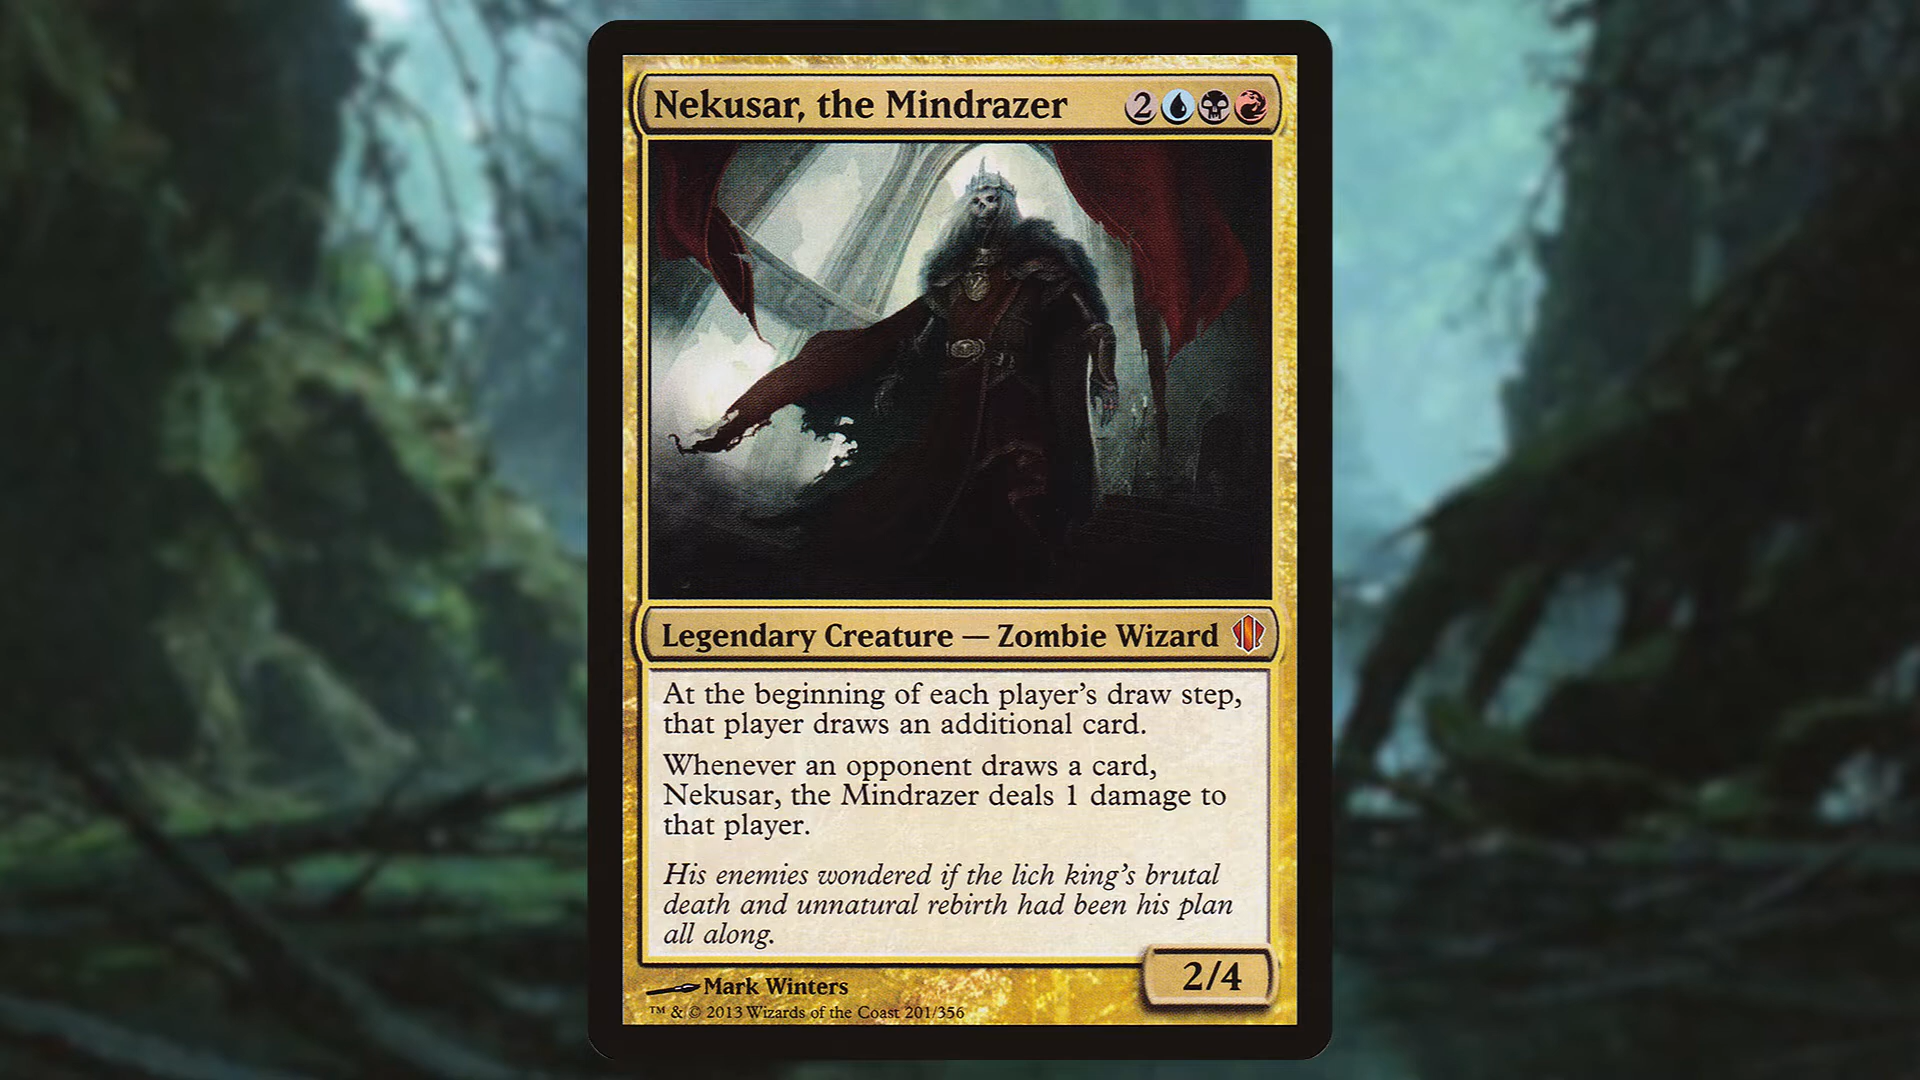 Nekusar, the Mindrazer 2
Legendary Creature — Zombie Wizard
At the beginning of each player's draw step,
that player draws an additional card.
Whenever an opponent draws a card,
Nekusar, the Mindrazer deals 1 damage to
that player.
His enemies wondered if the lich king's brutal
death and unnatural rebirth had been his plan
all along.
2/4
Mark Winters
™ & © 2013 Wizards of the Coast 201/356